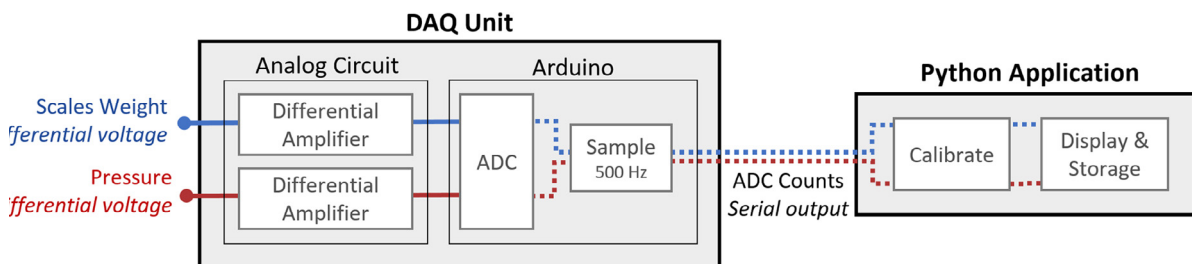 DAQ Unit
Analog Circuit
Arduino
Python Application
Scales Weight
fferential voltage
Differential
Amplifier
ADC
Sample
500 Hz
Calibrate
Display &
Storage
Pressure
fferential voltage
Differential
Amplifier
ADC Counts
Serial output